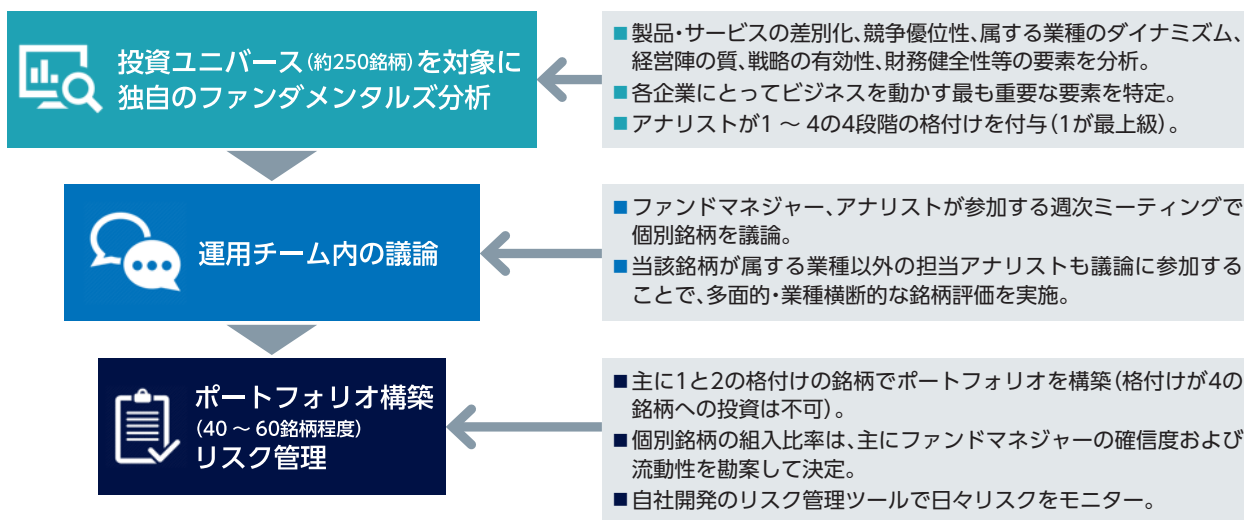 投資ユニバース(約250銘柄)を対象に
独自のファンダメンタルズ分析
■製品・サービスの差別化、競争優位性、属する業種のダイナミズム、
経営陣の質、戦略の有効性、財務健全性等の要素を分析。
■各企業にとってビジネスを動かす最も重要な要素を特定。
■アナリストが1 ～ 4の4段階の格付けを付与(1が最上級)。
運用チーム内の議論
■ファンドマネジャー、アナリストが参加する週次ミーティングで
個別銘柄を議論。
■当該銘柄が属する業種以外の担当アナリストも議論に参加する
ことで、多面的・業種横断的な銘柄評価を実施。
ポートフォリオ構築
(40 ～ 60銘柄程度)
リスク管理
■主に1と2の格付けの銘柄でポートフォリオを構築(格付けが4の
銘柄への投資は不可)。
■個別銘柄の組入比率は、主にファンドマネジャーの確信度および
流動性を勘案して決定。
■自社開発のリスク管理ツールで日々リスクをモニター。